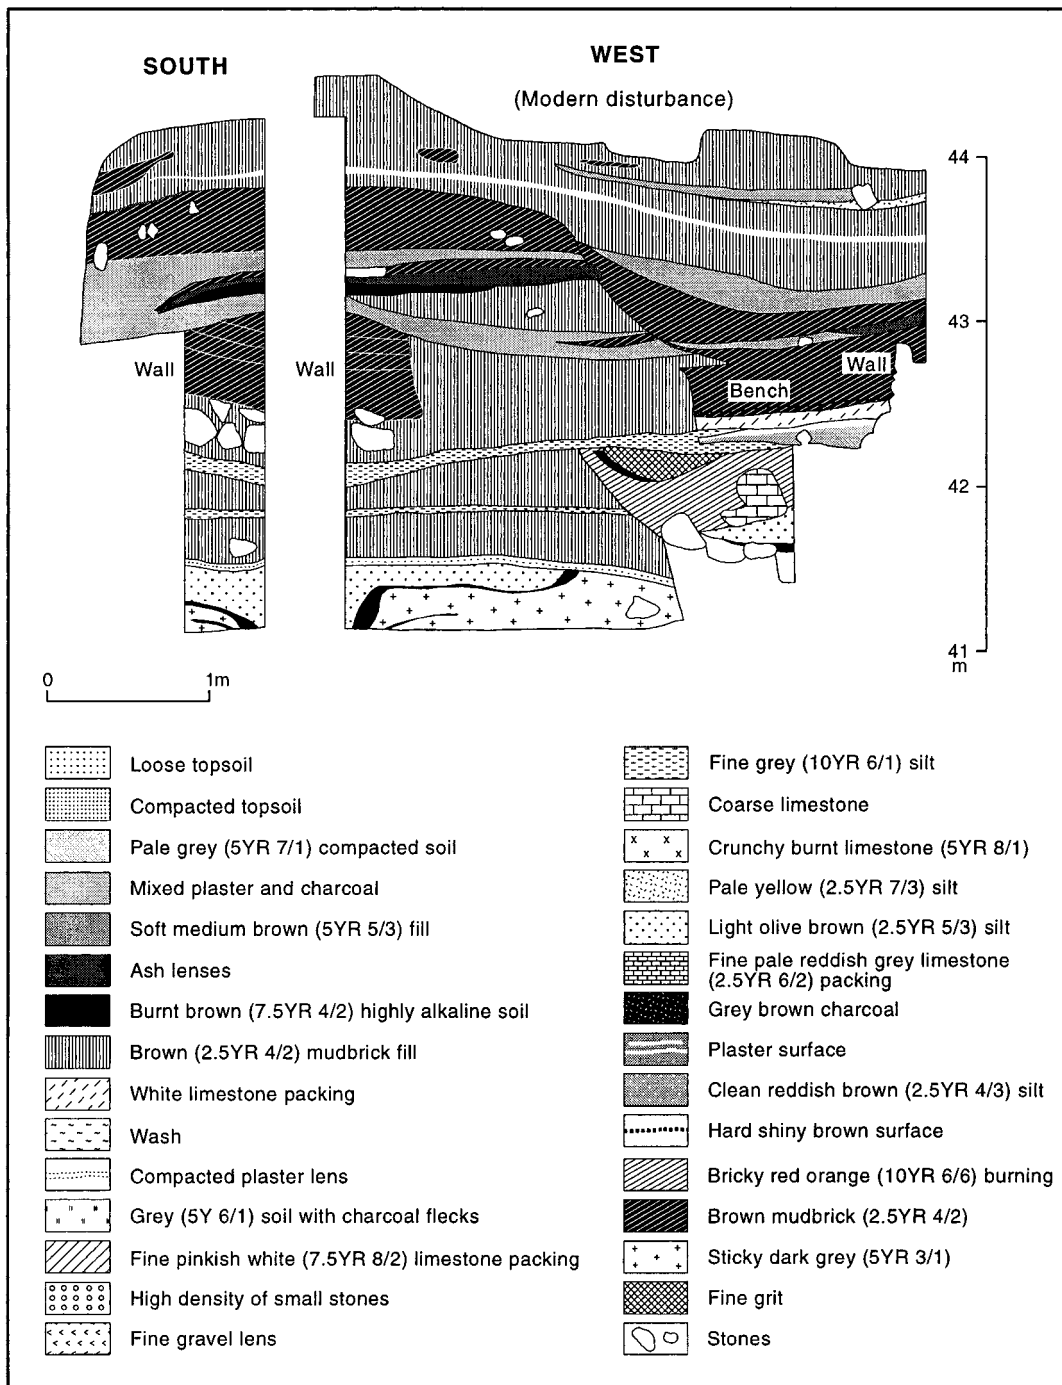 SOUTH
WEST
(Modern disturbance)
44
43
Wall
Wall
Wall
Bench
42
41
m
0
1m
Loose topsoil
Compacted topsoil
Pale grey (5YR 7/1) compacted soil
Mixed plaster and charcoal
Soft medium brown (5YR 5/3) fill
Ash lenses
Burnt brown (7.5YR 4/2) highly alkaline soil
Brown (2.5YR 4/2) mudbrick fill
White limestone packing
Wash
Compacted plaster lens
Grey (5Y 6/1) soil with charcoal flecks
Fine pinkish white (7.5YR 8/2) limestone packing
High density of small stones
Fine gravel lens
Fine grey (10YR 6/1) silt
Coarse limestone
Crunchy burnt limestone (5YR 8/1)
Pale yellow (2.5YR 7/3) silt
Light olive brown (2.5YR 5/3) silt
Fine pale reddish grey limestone
(2.5YR 6/2) packing
Grey brown charcoal
Plaster surface
Clean reddish brown (2.5YR 4/3) silt
Hard shiny brown surface
Bricky red orange (10YR 6/6) burning
Brown mudbrick (2.5YR 4/2)
Sticky dark grey (5YR 3/1)
Fine grit
Stones